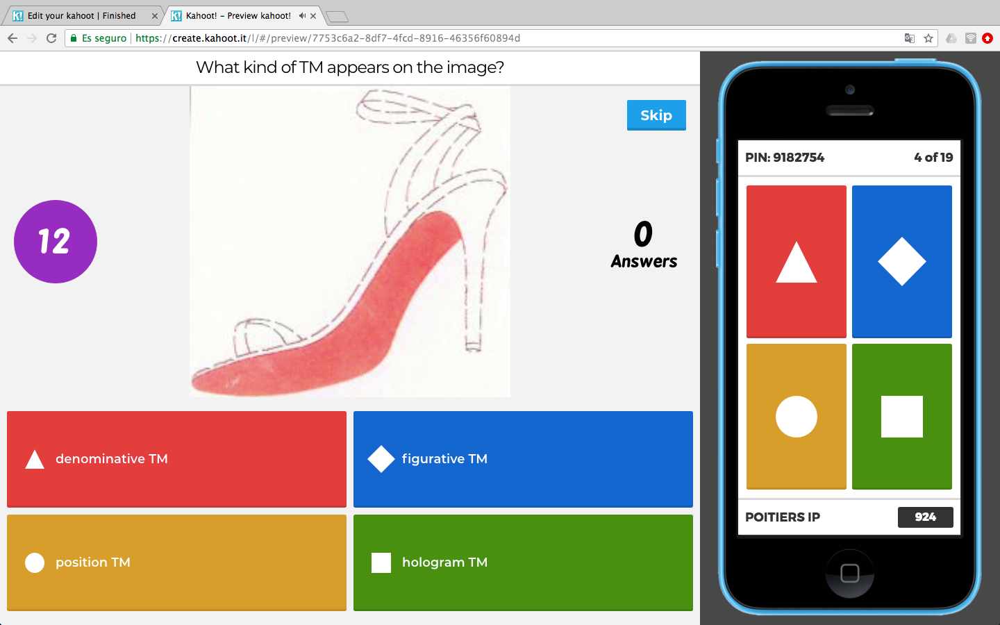 Edit your kahoot | Finished
Kahoot! – Preview kahoot!
Es seguro
https://create.kahoot.it/l/#/preview/7753c6a2-8df7-4fcd-8916-46356f60894d
What kind of TM appears on the image?
Skip
12
0
Answers
denominative TM
figurative TM
position TM
hologram TM
PIN: 9182754
4 of 19
POITIERS IP
924